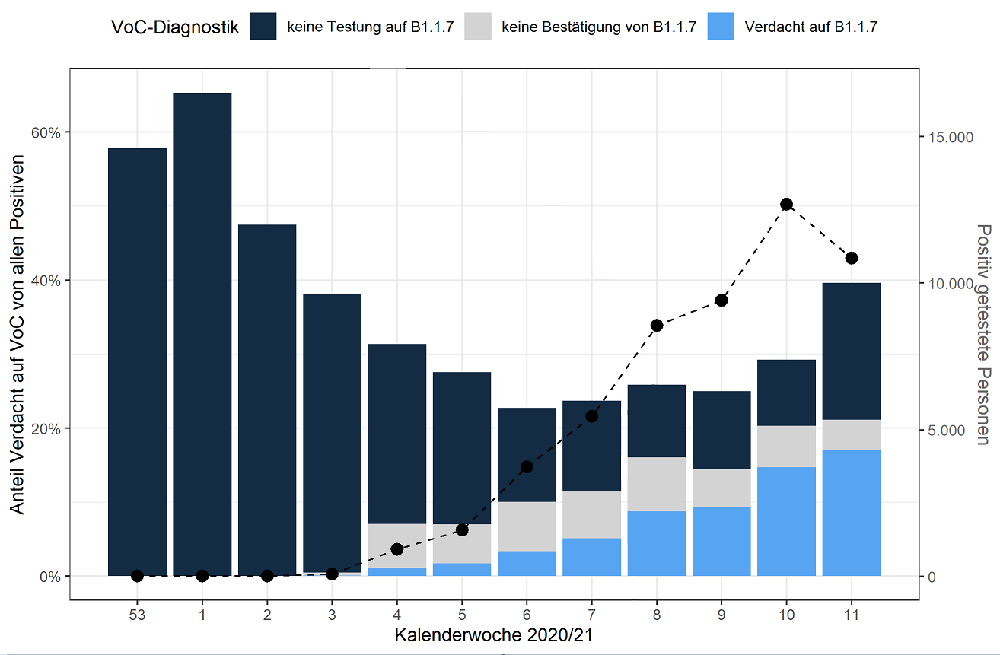 VoC-Diagnostik keine Testung auf B1.1.7 keine Bestätigung von B1.1.7 Verdacht auf B1.1.7
Anteil Verdacht auf VoC von allen Positiven
60%
40%
20%
0%
15.000
10.000
5.000
0
Positiv getestete Personen
53 1 2 3 4 5 6 7 8 9 10 11
Kalenderwoche 2020/21